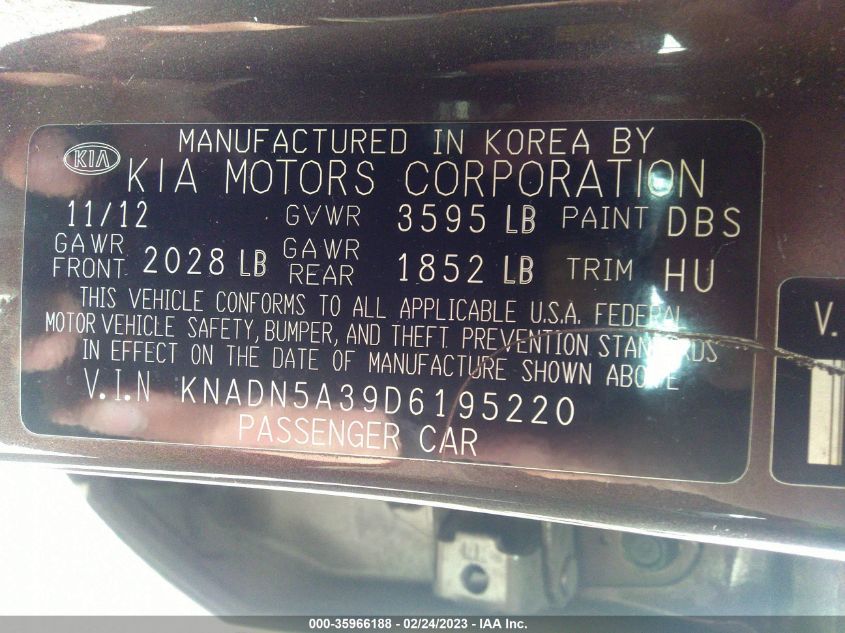 MANUFACTURED IN KOREA BY
KIA KIA MOTORS CORPORATION
11/12 GVWR 3595 LB PAINT DBS
GAWR FRONT 2028 LB GAWR REAR 1852 LB TRIM HU
THIS VEHICLE CONFORMS TO ALL APPLICABLE U.S.A. FEDERAL
MOTOR VEHICLE SAFETY, BUMPER, AND THEFT PREVENTION STANDARDS
IN EFFECT ON THE DATE OF MANUFACTURE SHOWN ABOVE
V.I.N : KNADN5A39D6195220
PASSENGER CAR
V.
000-35966188 - 02/24/2023 - IAA Inc.